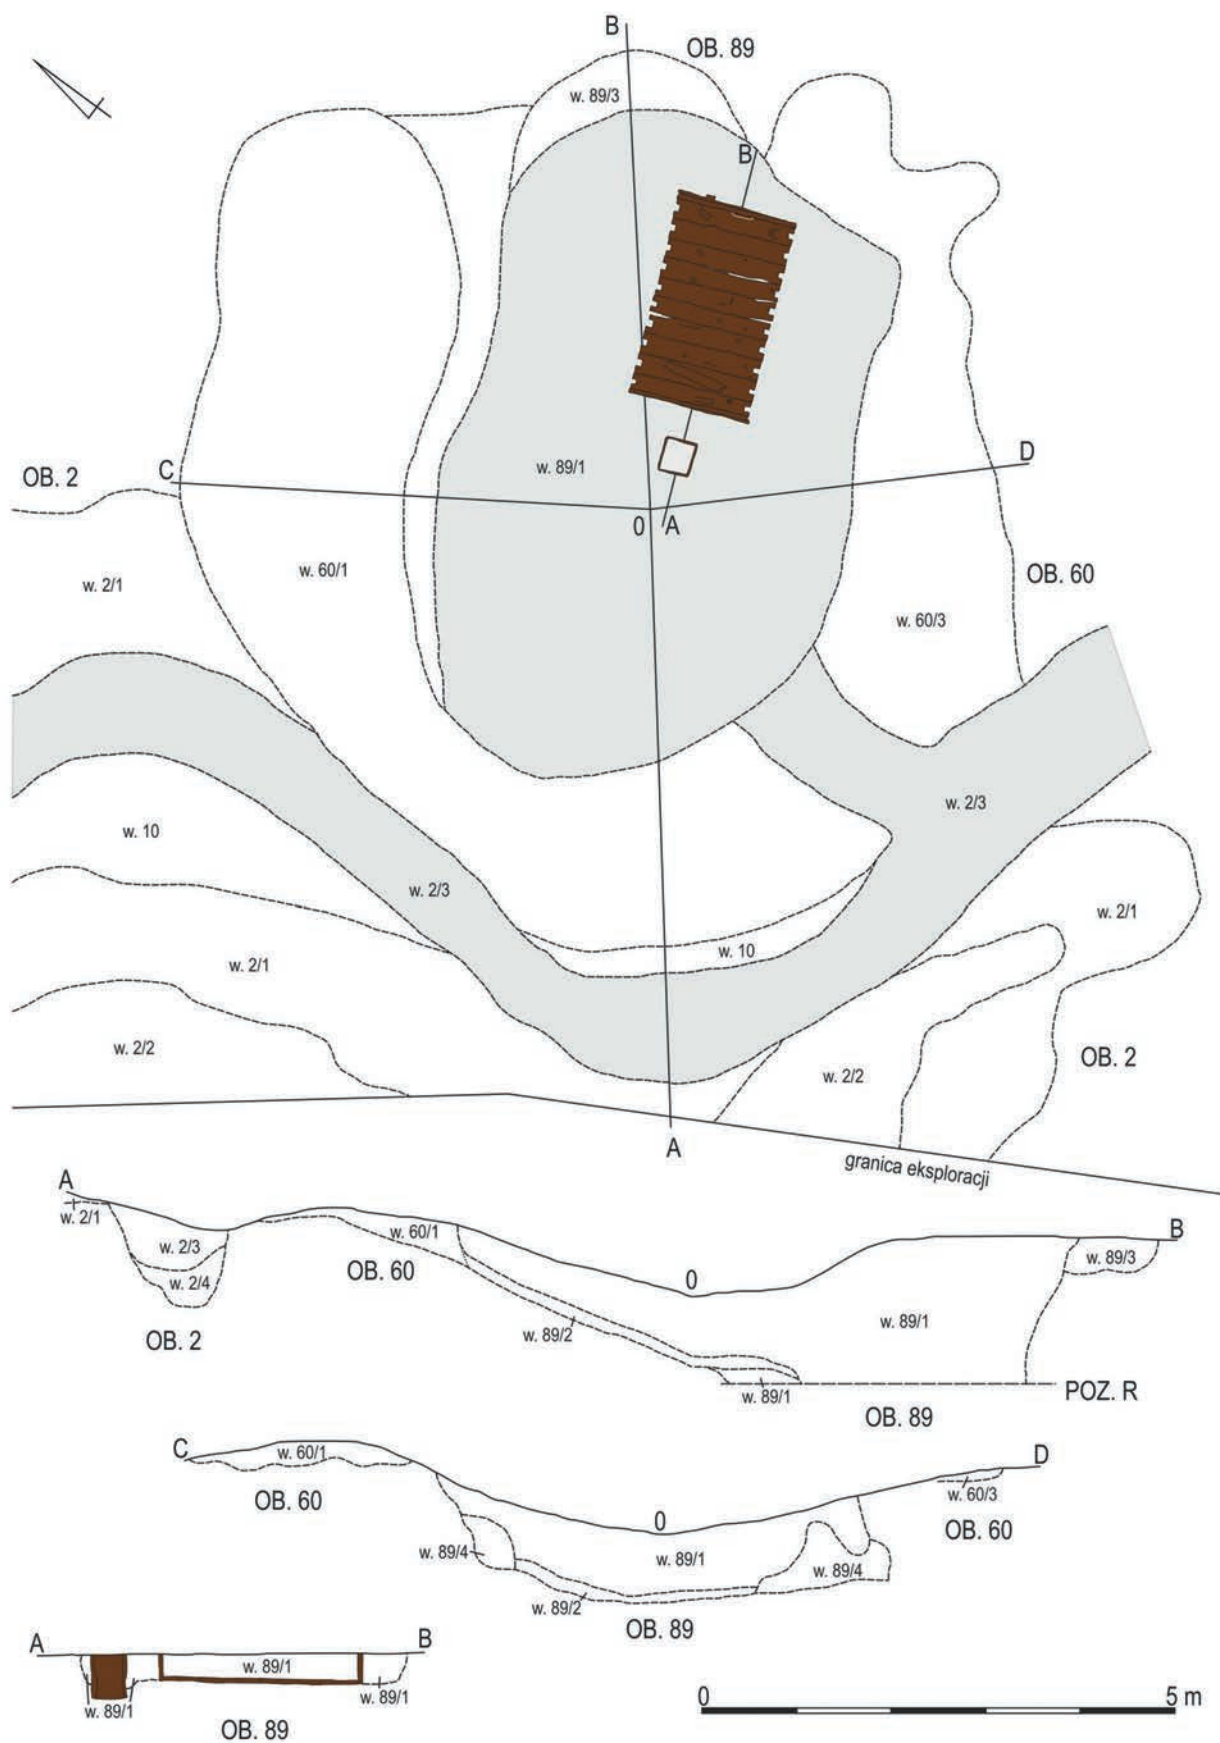 B
OB. 89
w. 89/3
B
OB. 2
C
w. 89/1
D
0
A
w. 2/1
w. 60/1
OB. 60
w. 60/3
w. 2/3
w. 10
w. 2/3
w. 2/1
w. 10
w. 2/1
w. 2/2
w. 2/2
OB. 2
A
granica eksploracji
A
w. 2/1
w. 2/3
w. 2/4
OB. 2
w. 60/1
OB. 60
0
B
w. 89/3
w. 89/1
w. 89/2
w. 89/1
POZ. R
OB. 89
C
w. 60/1
OB. 60
0
D
w. 60/3
OB. 60
w. 89/4
w. 89/1
w. 89/4
w. 89/2
OB. 89
A
B
w. 89/1
w. 89/1
w. 89/1
OB. 89
0
5 m